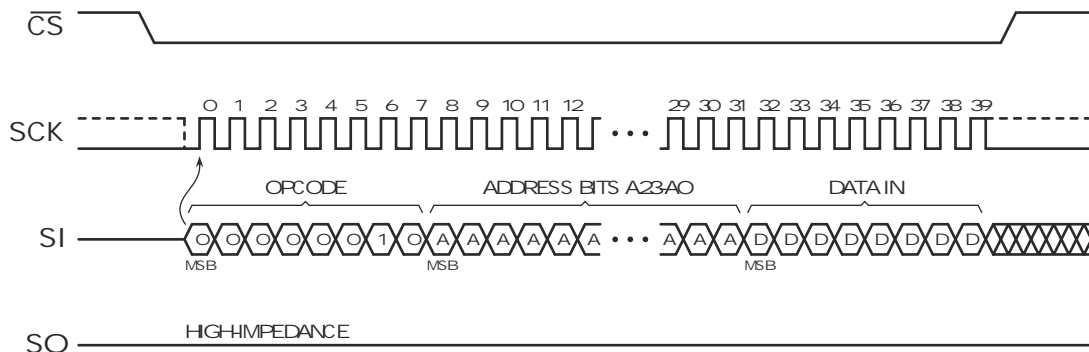 CS
0 1 2 3 4 5 6 7 8 9 10 11 12 29 30 31 32 33 34 35 36 37 38 39
SCK
OPCODE ADDRESS BITS A23-A0 DATA IN
SI 0 0 0 0 0 0 1 0 A A A A A A A A A D D D D D D D D
MSB MSB MSB
HIGH-IMPEDANCE
SO